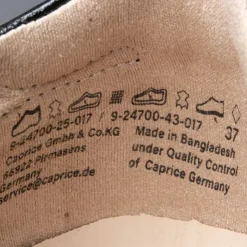 9-24700-25-017 / 9-24700-43-017 37
Caprice GmbH & Co.KG
66922 Pirmasens
Germany
service@caprice.de
Made in Bangladesh
under Quality Control
of Caprice Germany